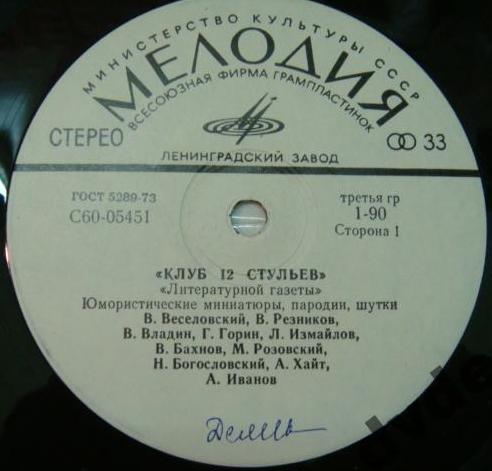 МИНИСТЕРСТВО КУЛЬТУРЫ СССР
МЕЛОДИЯ
ВСЕСОЮЗНАЯ ФИРМА ГРАМПЛАСТИНОК
СТЕРЕО
33
ЛЕНИНГРАДСКИЙ ЗАВОД
ГОСТ 5289-73
третья гр
С60-05451
1-90
Сторона 1
«КЛУБ 12 СТУЛЬЕВ»
«Литературной газеты»
Юмористические миниатюры, пародии, шутки
В. Веселовский, В. Резников,
В. Владин, Г. Горин, Л. Измайлов,
В. Бахнов, М. Розовский,
Н. Богословский, А. Хайт,
А. Иванов